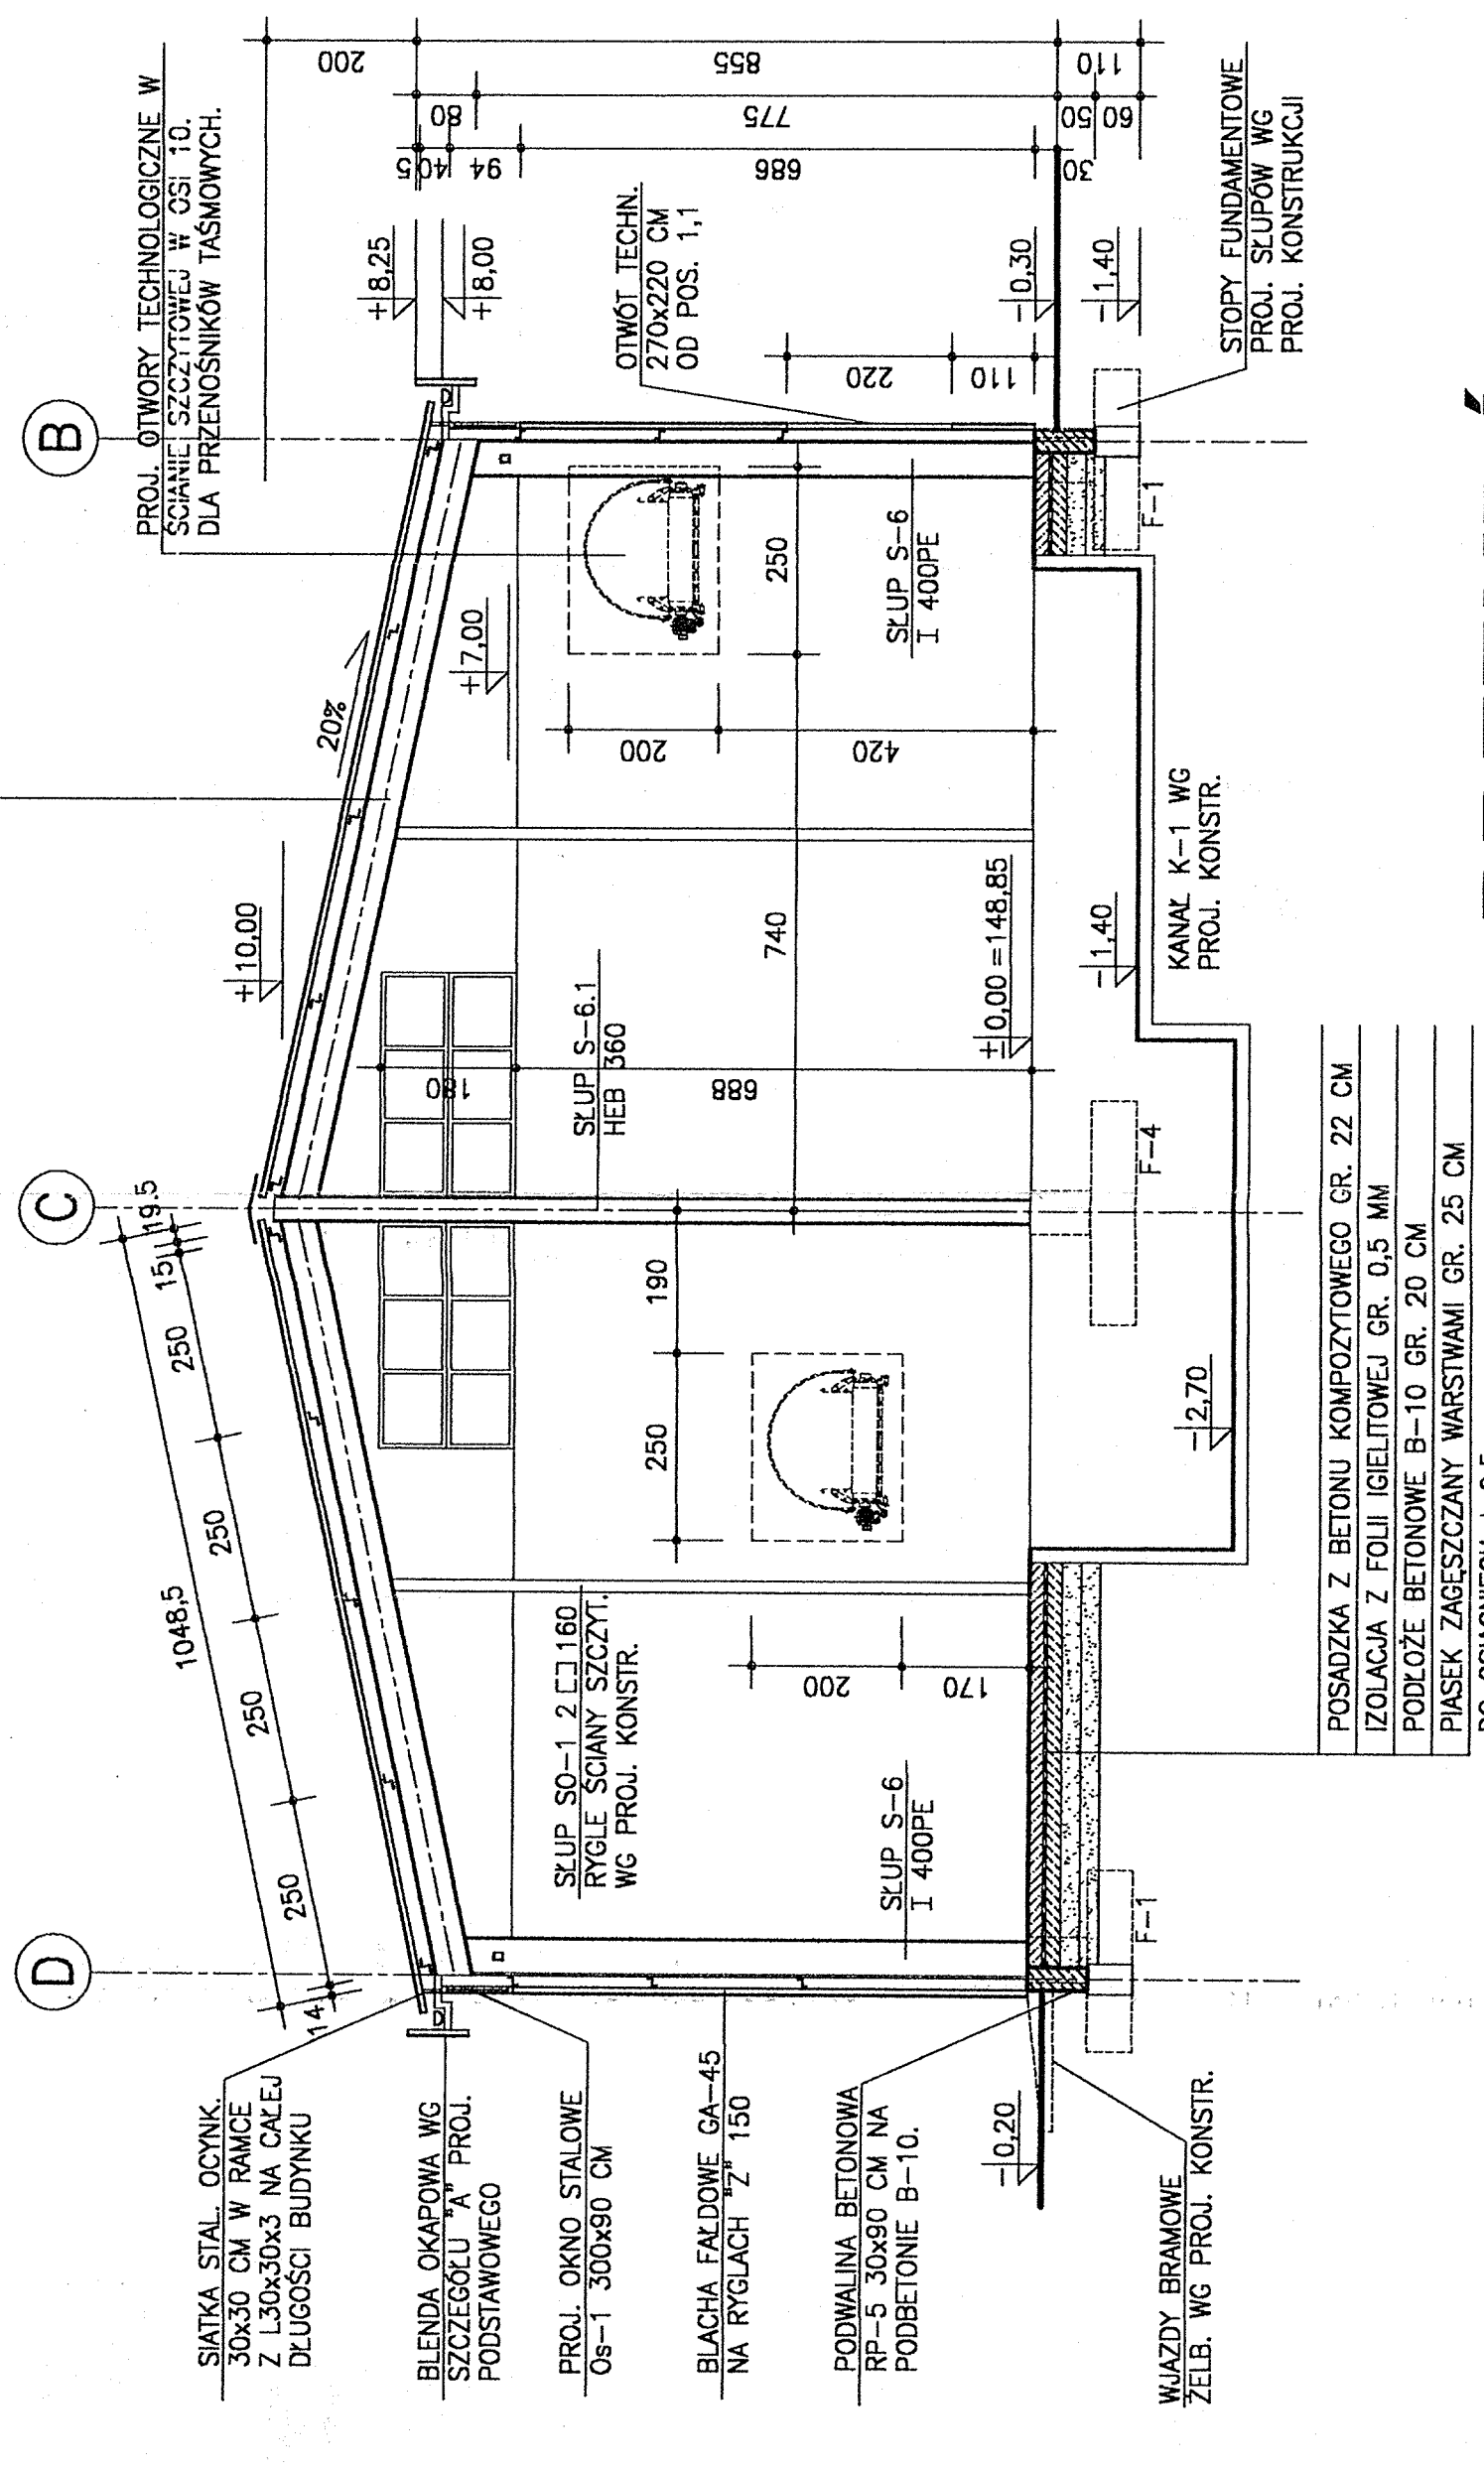 D
C
B
1048,5
14
250
250
250
250
15
19.5
PROJ. OTWORY TECHNOLOGICZNE W
ŚCIANIE SZCZYTOWEJ W OSI 10.
DLA PRZENOŚNIKÓW TAŚMOWYCH.
SIATKA STAL. OCYNK.
30x30 CM W RAMCE
Z L30x30x3 NA CAŁEJ
DŁUGOŚCI BUDYNKU
BLENDA OKAPOWA WG
SZCZEGÓŁU "A" PROJ.
PODSTAWOWEGO
PROJ. OKNO STALOWE
Os-1 300x90 CM
BLACHA FAŁDOWE GA-45
NA RYGLACH "Z" 150
PODWALINA BETONOWA
RP-5 30x90 CM NA
PODBETONIE B-10.
-0,20
WJAZDY BRAMOWE
ŻELB. WG PROJ. KONSTR.
+10,00
20%
+7,00
+8,25
+8,00
180
688
SŁUP S-6.1
HEB 360
SŁUP SO-1 2 [] 160
RYGLE ŚCIANY SZCZYT.
WG PROJ. KONSTR.
250
190
740
250
200
170
200
420
SŁUP S-6
I 400PE
SŁUP S-6
I 400PE
OTWÓT TECHN.
270x220 CM
OD POS. 1,1
220
110
±0,00=148,85
-0,30
-1,40
-1,40
-2,70
F-1
F-4
F-1
KANAŁ K-1 WG
PROJ. KONSTR.
STOPY FUNDAMENTOWE
PROJ. SŁUPÓW WG
PROJ. KONSTRUKCJI
200
855
110
80
775
50
60
5
40
94
686
30
POSADZKA Z BETONU KOMPOZYTOWEGO GR. 22 CM
IZOLACJA Z FOLII IGIELITOWEJ GR. 0,5 MM
PODŁOŻE BETONOWE B-10 GR. 20 CM
PIASEK ZAGĘSZCZANY WARSTWAMI GR. 25 CM